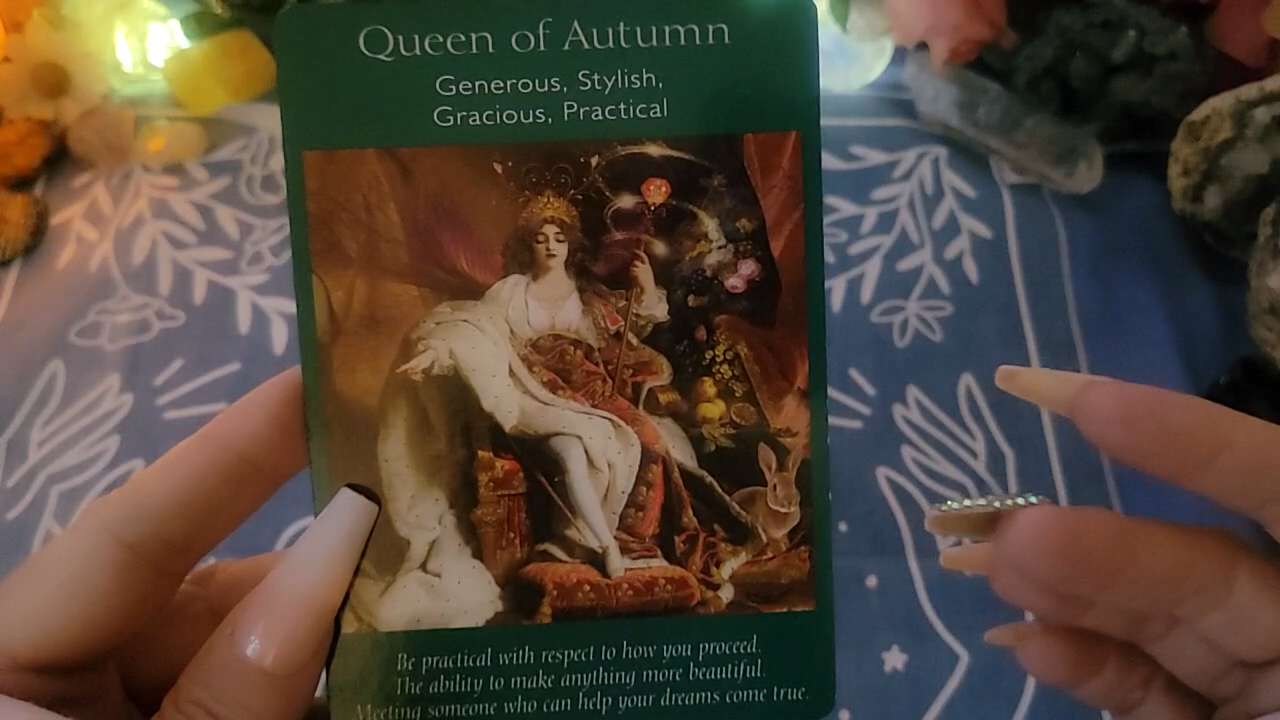 Queen of Autumn
Generous, Stylish,
Gracious, Practical
Be practical with respect to how you proceed.
The ability to make anything more beautiful.
Meeting someone who can help your dreams come true.